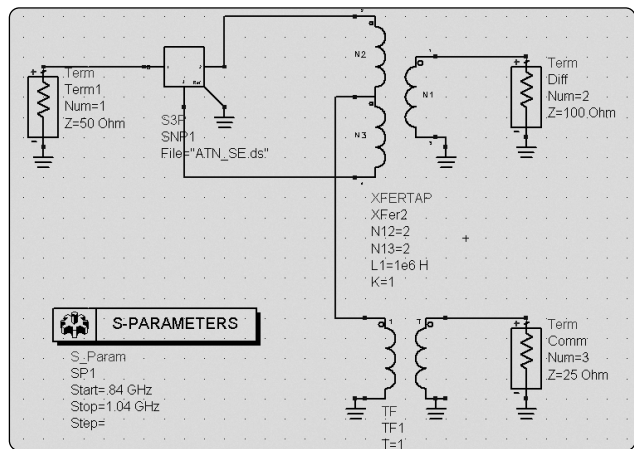 Term
Term1
Num=1
Z=50 Ohm
Ref
S3P
SNP1
File="ATN_SE.ds"
N2
N1
N3
Term
Diff
Num=2
Z=100 Ohm
XFERTAP
XFer2
N12=2
N13=2
L1=1e6 H
K=1
S-PARAMETERS
S_Param
SP1
Start=.84 GHz
Stop=1.04 GHz
Step=
T
TF
TF1
T=1
Term
Comm
Num=3
Z=25 Ohm